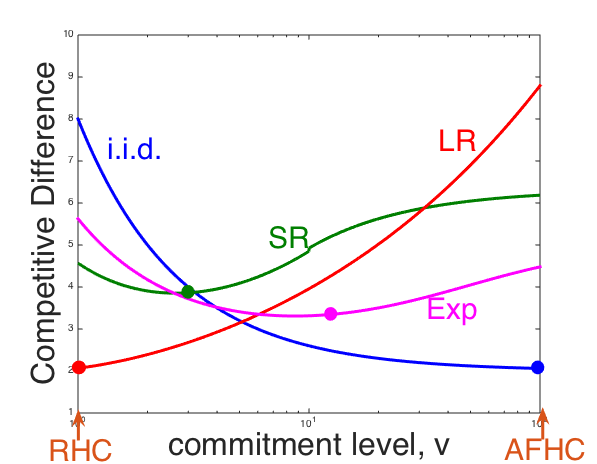 10
9
8
7
6
5
4
3
2
1
Competitive Difference
i.i.d.
LR
SR
Exp
10¹
RHC
commitment level, v
AFHC